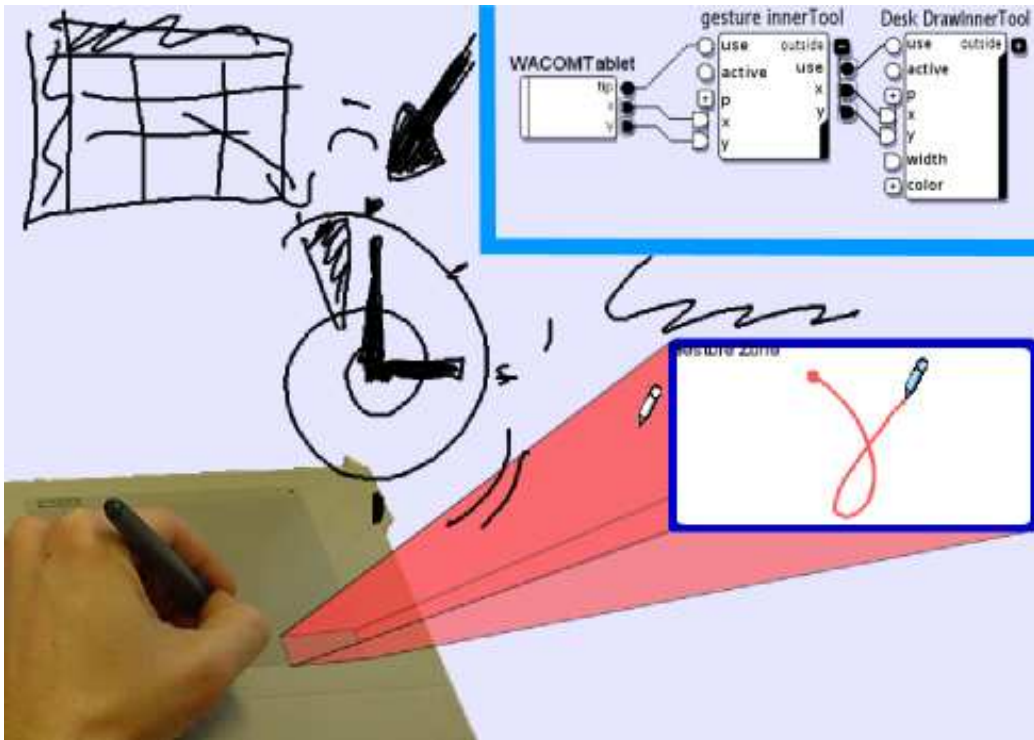 gesture innerTool
Desk DrawInnerTool
WACOMTablet
tip
x
y
use outside
active use
p x
x y
y
use outside
active
p
x
y
width
color
Gesture Zone